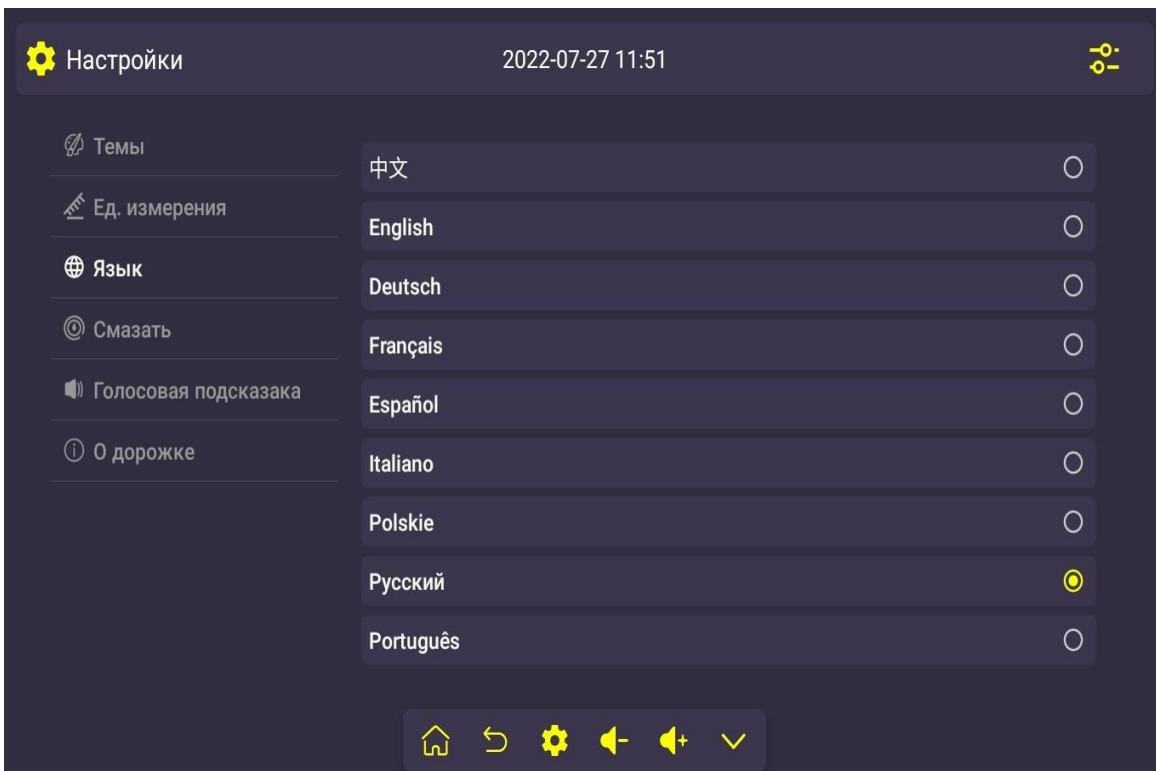 Настройки
2022-07-27 11:51
Темы
Ед. измерения
Язык
Смазать
Голосовая подсказака
О дорожке
中文
English
Deutsch
Français
Español
Italiano
Polskie
Русский
Português